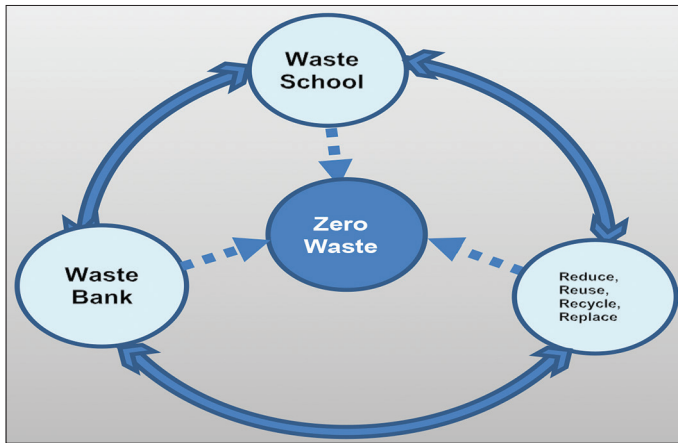 Waste
School
Zero
Waste
Waste
Bank
Reduce,
Reuse,
Recycle,
Replace